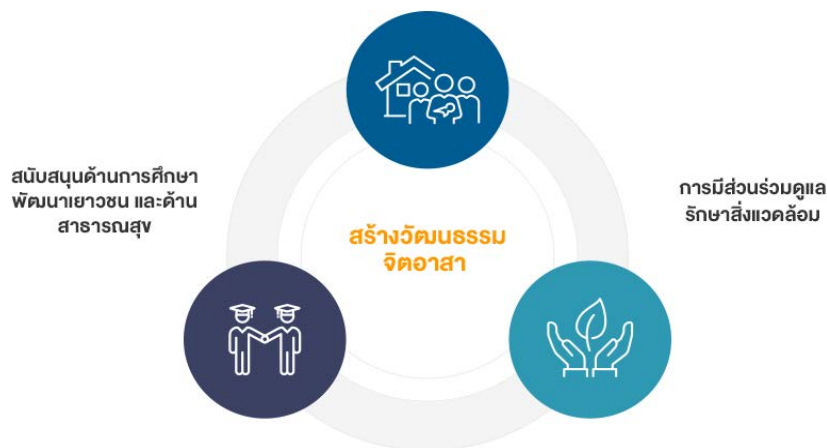 สนับสนุนด้านการศึกษา
พัฒนาเยาวชน และด้าน
สาธารณสุข
สร้างวัฒนธรรม
จิตอาสา
การมีส่วนร่วมดูแล
รักษาสิ่งแวดล้อม